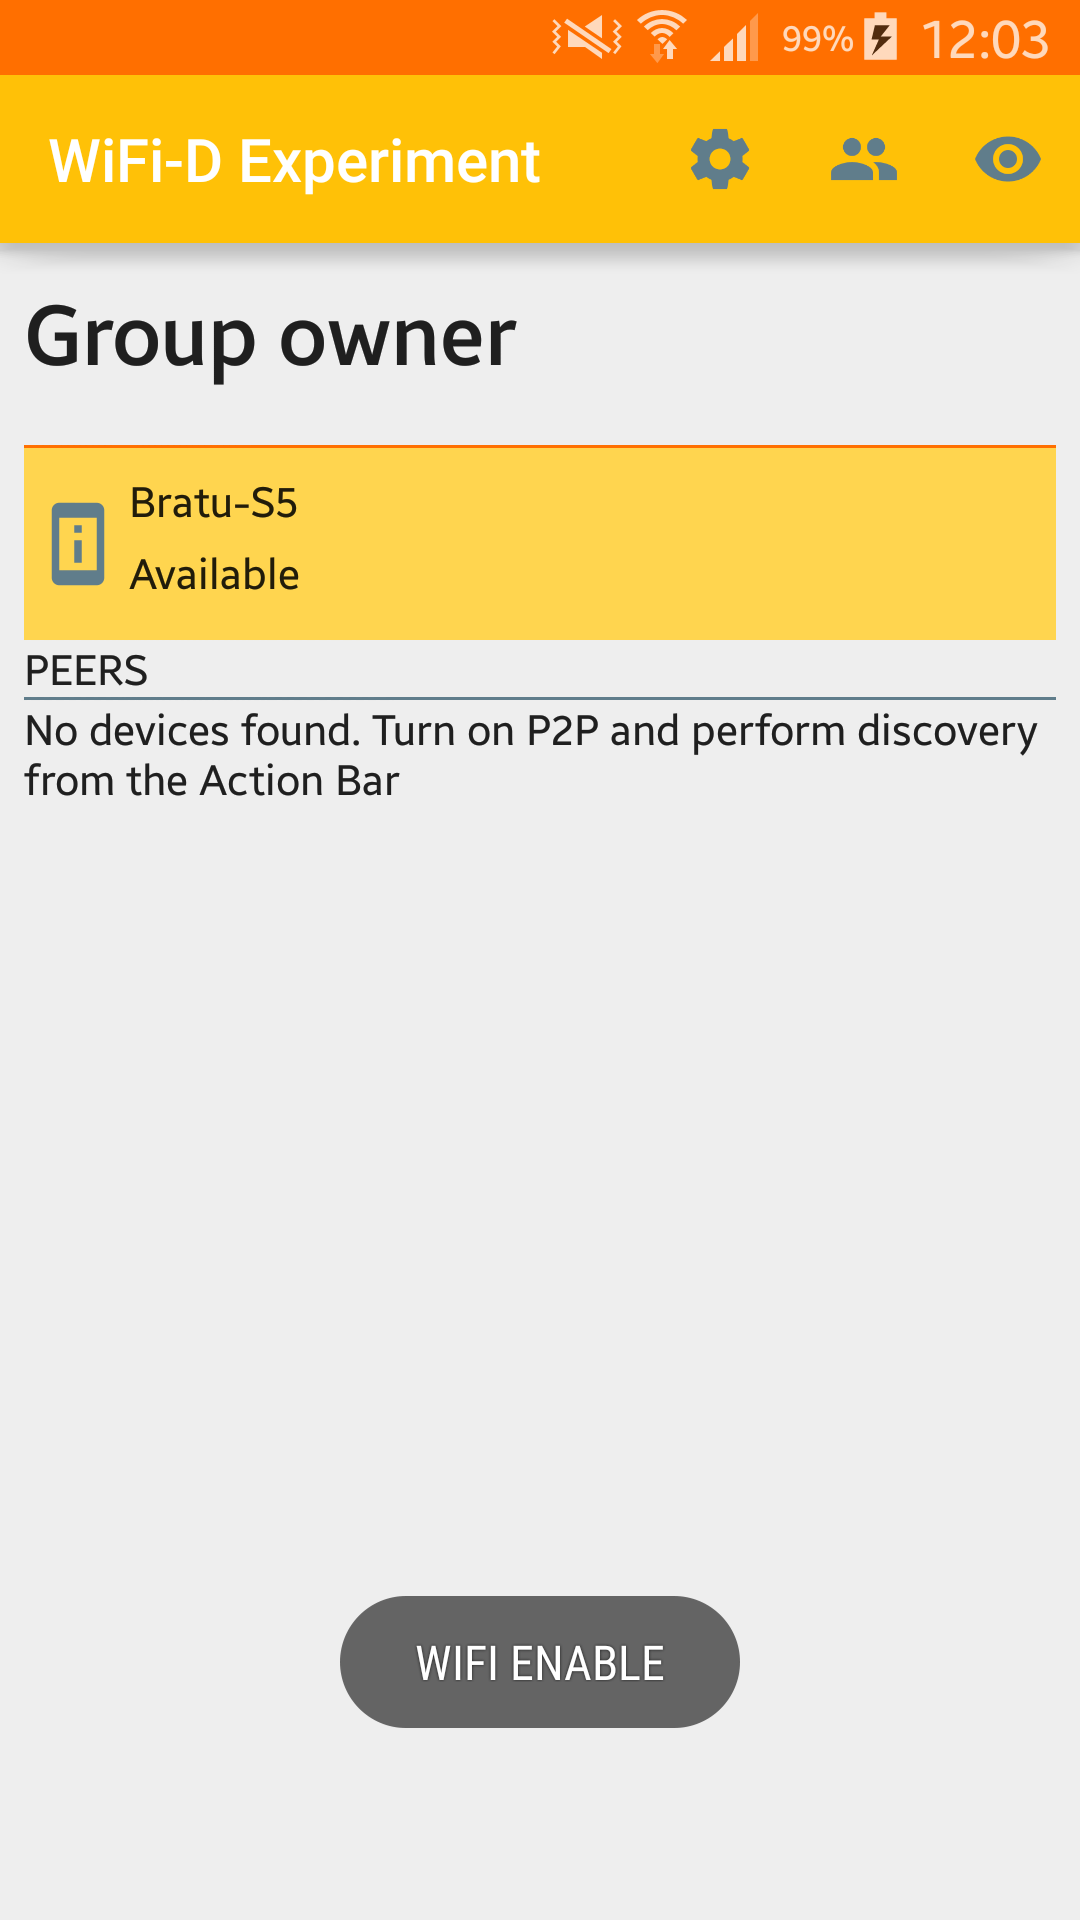 99% 12:03
WiFi-D Experiment
Group owner
Bratu-S5
Available
PEERS
No devices found. Turn on P2P and perform discovery
from the Action Bar
WIFI ENABLE